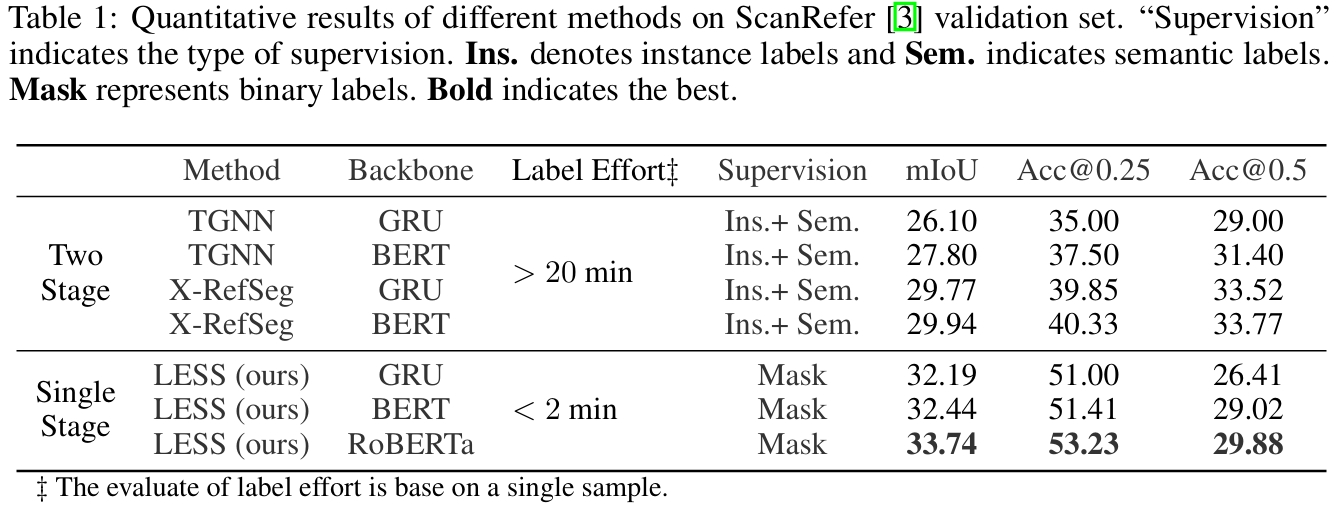 Table 1: Quantitative results of different methods on ScanRefer [3] validation set. “Supervision”
indicates the type of supervision. Ins. denotes instance labels and Sem. indicates semantic labels.
Mask represents binary labels. Bold indicates the best.
Method Backbone Label Effort‡ Supervision mIoU Acc@0.25 Acc@0.5
Two Stage
> 20 min
TGNN GRU Ins.+ Sem. 26.10 35.00 29.00
TGNN BERT Ins.+ Sem. 27.80 37.50 31.40
X-RefSeg GRU Ins.+ Sem. 29.77 39.85 33.52
X-RefSeg BERT Ins.+ Sem. 29.94 40.33 33.77
Single Stage
< 2 min
LESS (ours) GRU Mask 32.19 51.00 26.41
LESS (ours) BERT Mask 32.44 51.41 29.02
LESS (ours) RoBERTa Mask 33.74 53.23 29.88
‡ The evaluate of label effort is base on a single sample.